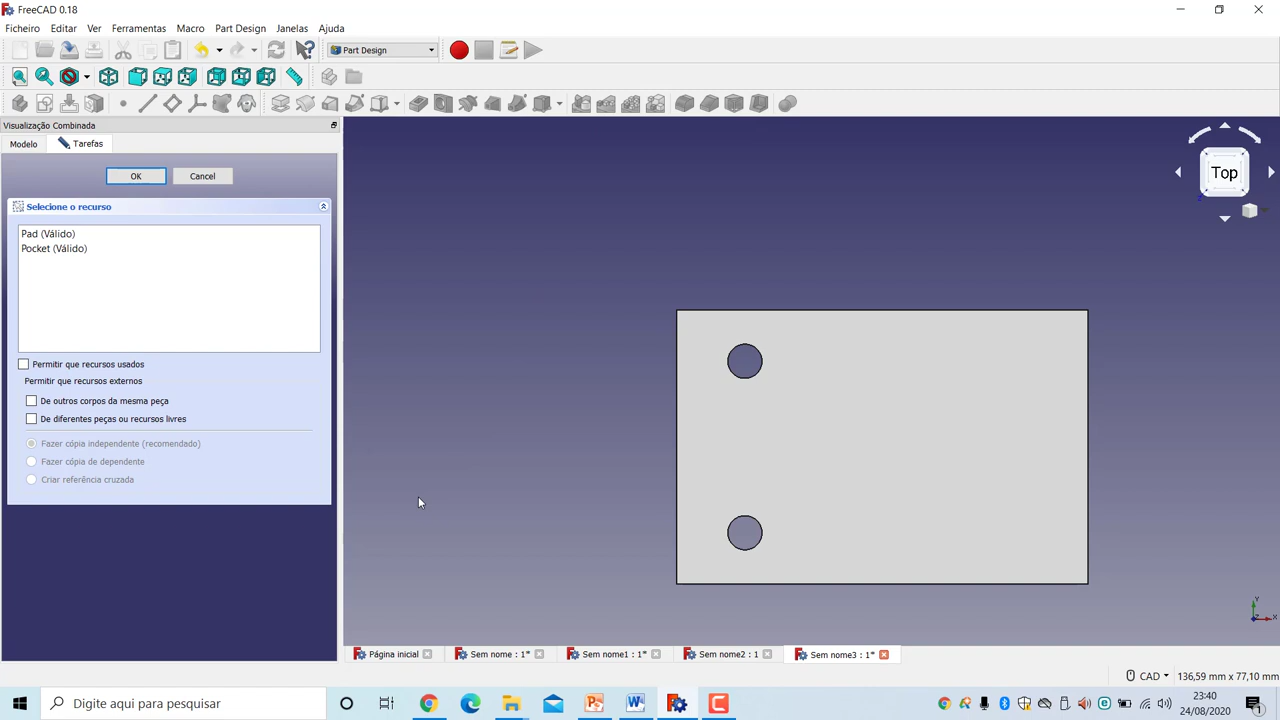 FreeCAD 0.18
Ficheiro Editar Ver Ferramentas Macro Part Design Janelas Ajuda
Part Design
Visualização Combinada
Modelo Tarefas
OK Cancel
Selecione o recurso
Pad (Válido)
Pocket (Válido)
Permitir que recursos usados
Permitir que recursos externos
De outros corpos da mesma peça
De diferentes peças ou recursos livres
Fazer cópia independente (recomendado)
Fazer cópia de dependente
Criar referência cruzada
Top
Y
X
Página inicial Sem nome : 1* Sem nome1 : 1* Sem nome2 : 1 Sem nome3 : 1*
CAD 136,59 mm x 77,10 mm
Digite aqui para pesquisar
23:40
24/08/2020